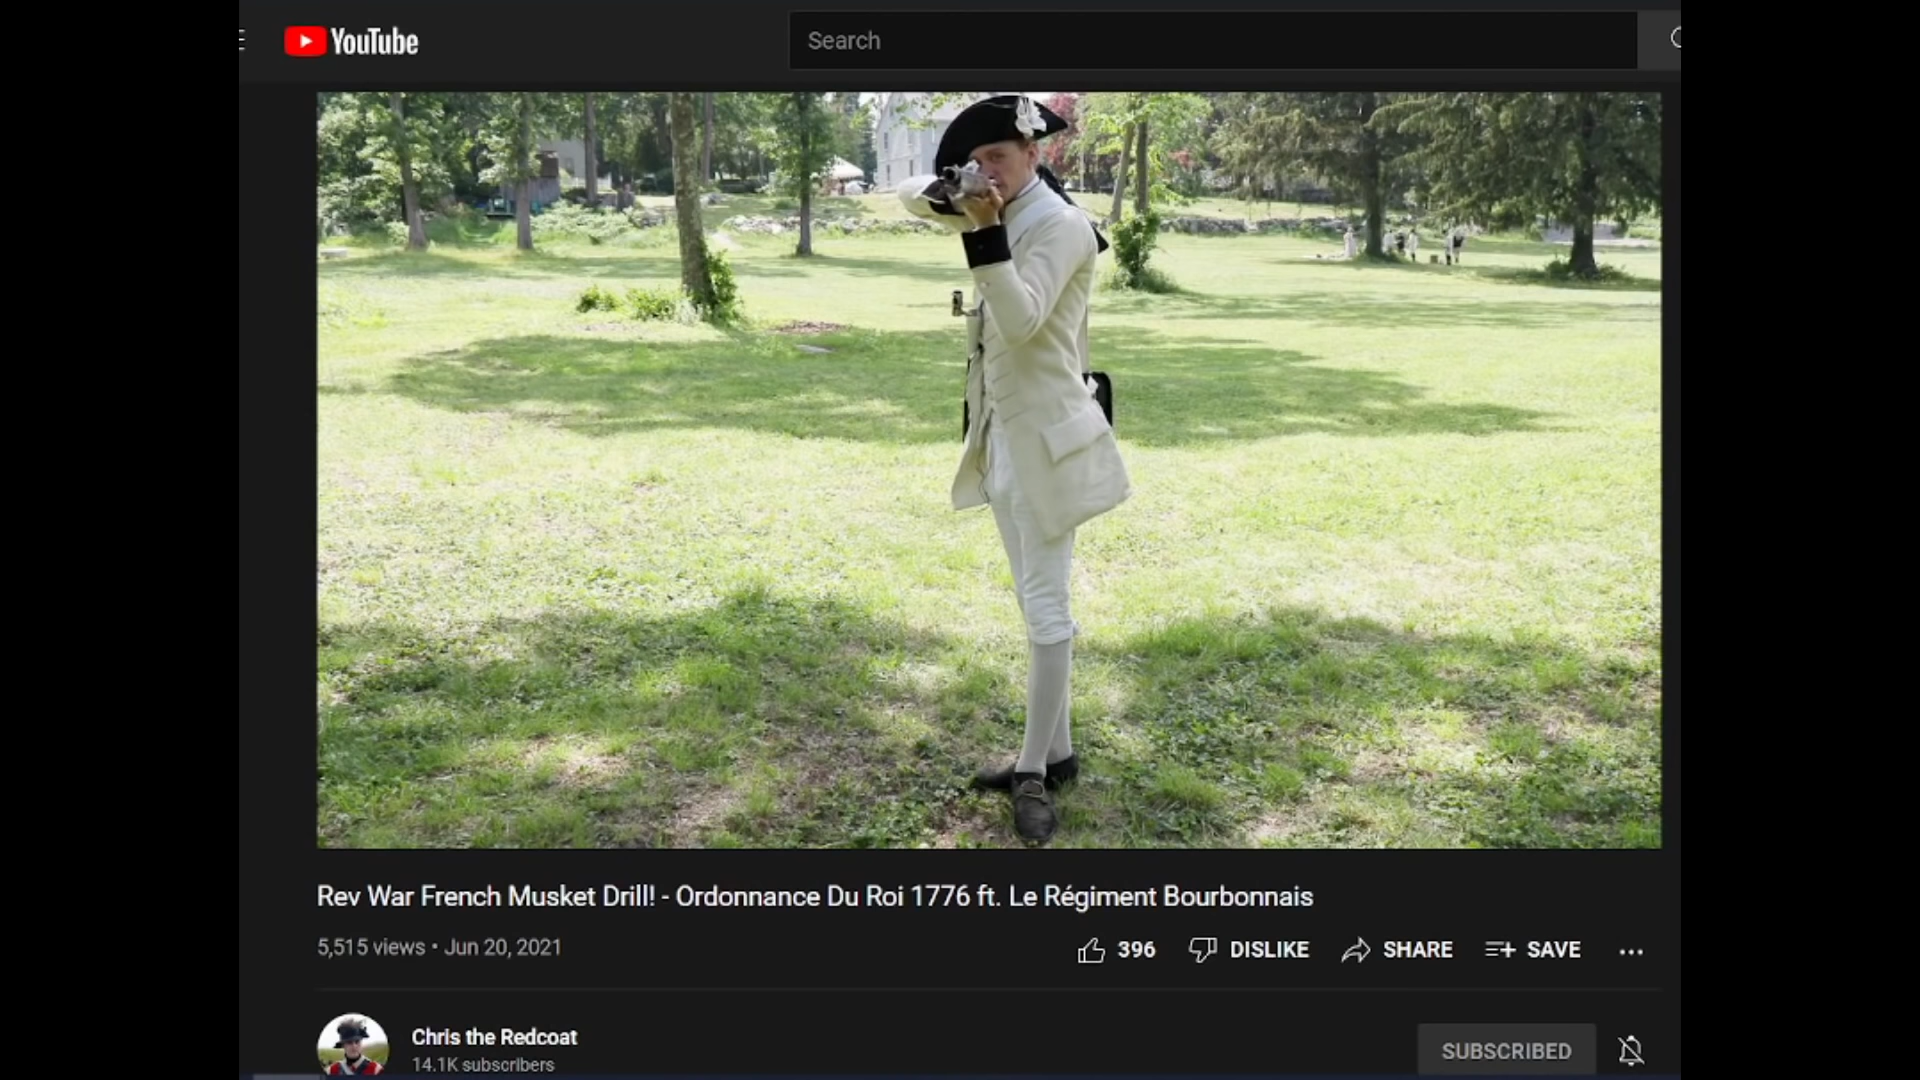 YouTube
Search
Rev War French Musket Drill! - Ordonnance Du Roi 1776 ft. Le Régiment Bourbonnais
5,515 views • Jun 20, 2021
396 DISLIKE SHARE SAVE
Chris the Redcoat
14.1K subscribers
SUBSCRIBED